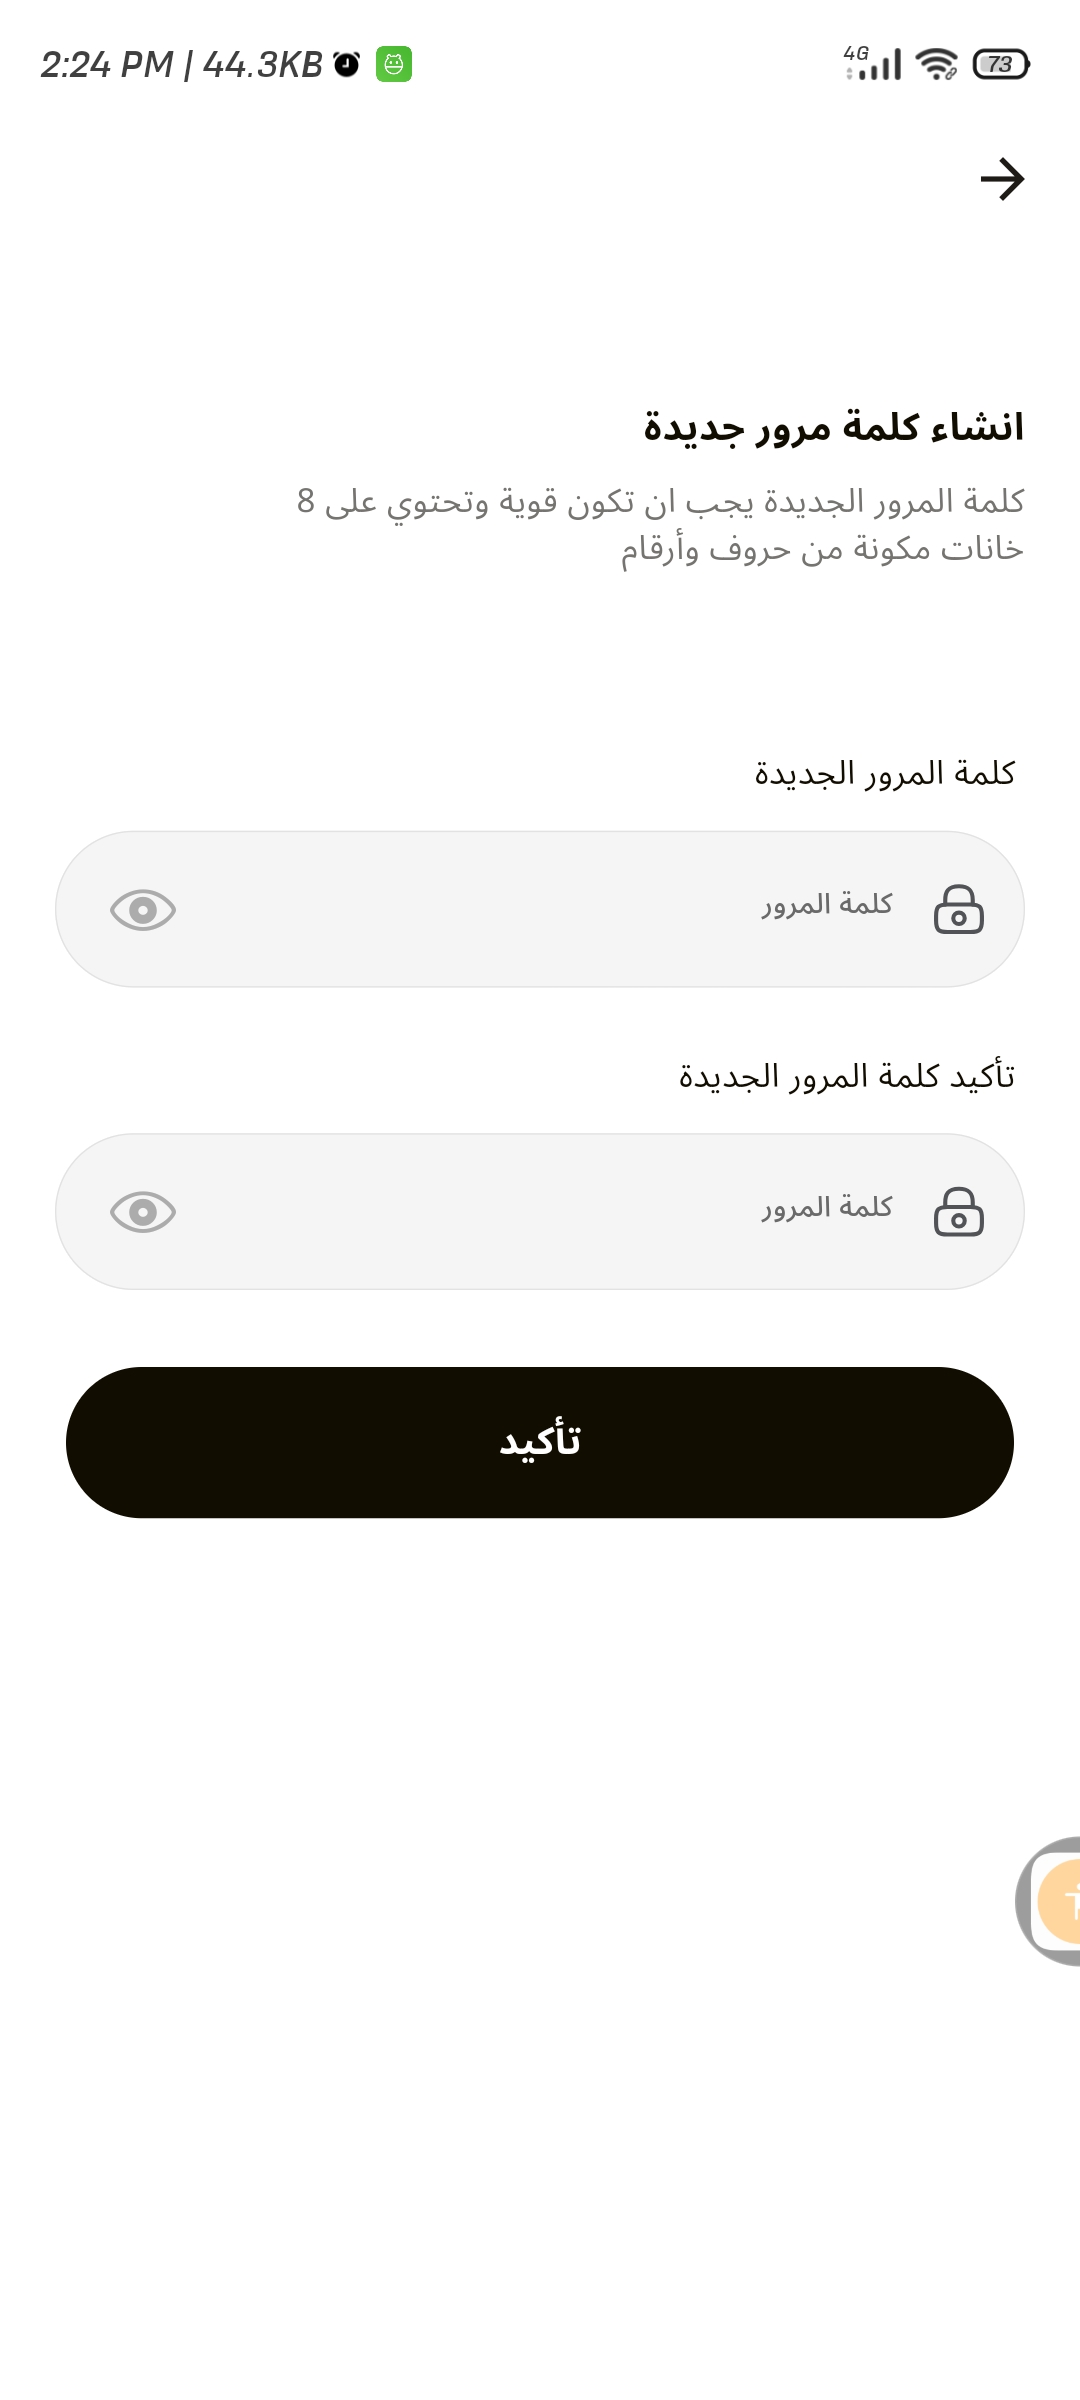 2:24 PM | 44.3KB
4G
73
انشاء كلمة مرور جديدة
كلمة المرور الجديدة يجب ان تكون قوية وتحتوي على 8
خانات مكونة من حروف وأرقام
كلمة المرور الجديدة
كلمة المرور
تأكيد كلمة المرور الجديدة
كلمة المرور
تأكيد